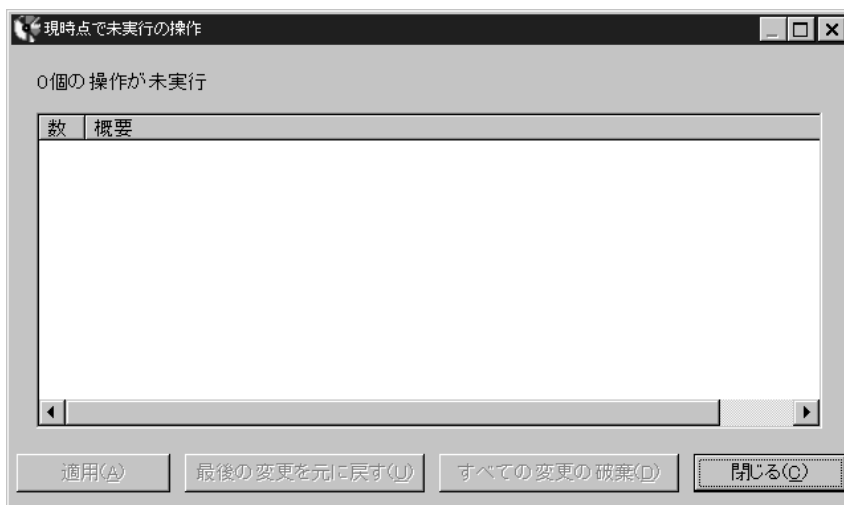 現時点で未実行の操作
0個の操作が未実行
数 概要
適用(A) 最後の変更を元に戻す(U) すべての変更の破棄(D) 閉じる(C)